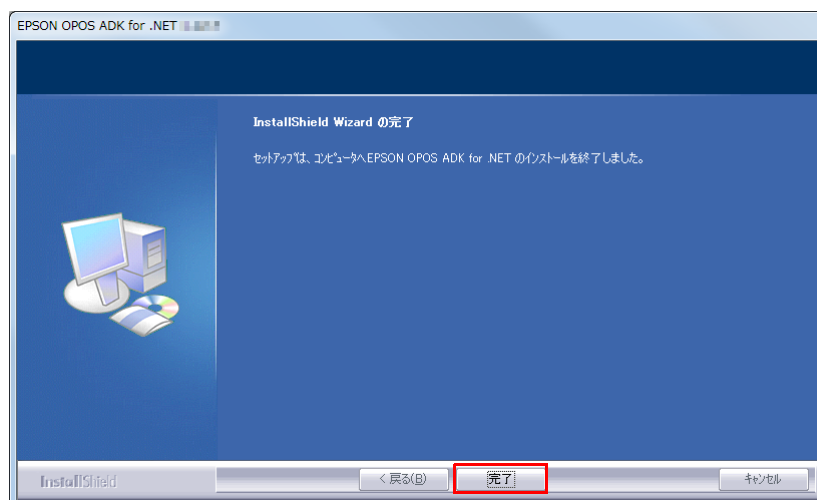 EPSON OPOS ADK for .NET
InstallShield Wizard の完了
セットアップは、コンピュータへEPSON OPOS ADK for .NET のインストールを終了しました。
InstallShield
< 戻る(B)
完了
キャンセル